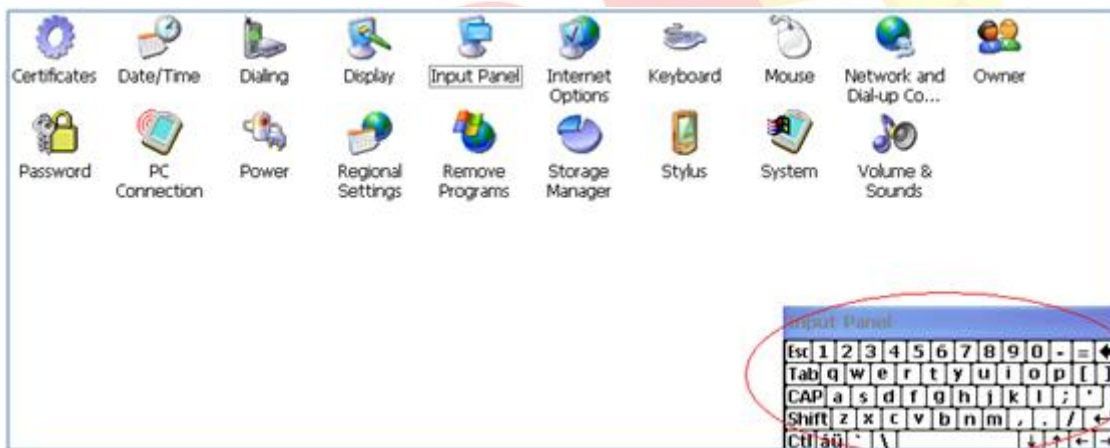 Certificates Date/Time Dialing Display Input Panel Internet Options Keyboard Mouse Network and Dial-up Co... Owner
Password PC Connection Power Regional Settings Remove Programs Storage Manager Stylus System Volume & Sounds
Input Panel
Esc 1 2 3 4 5 6 7 8 9 0 - =
Tab q w e r t y u i o p [ ]
CAP a s d f g h j k l ; '
Shift z x c v b n m , . / ←
Ctl áü ` \ ↓ ↑ ← →